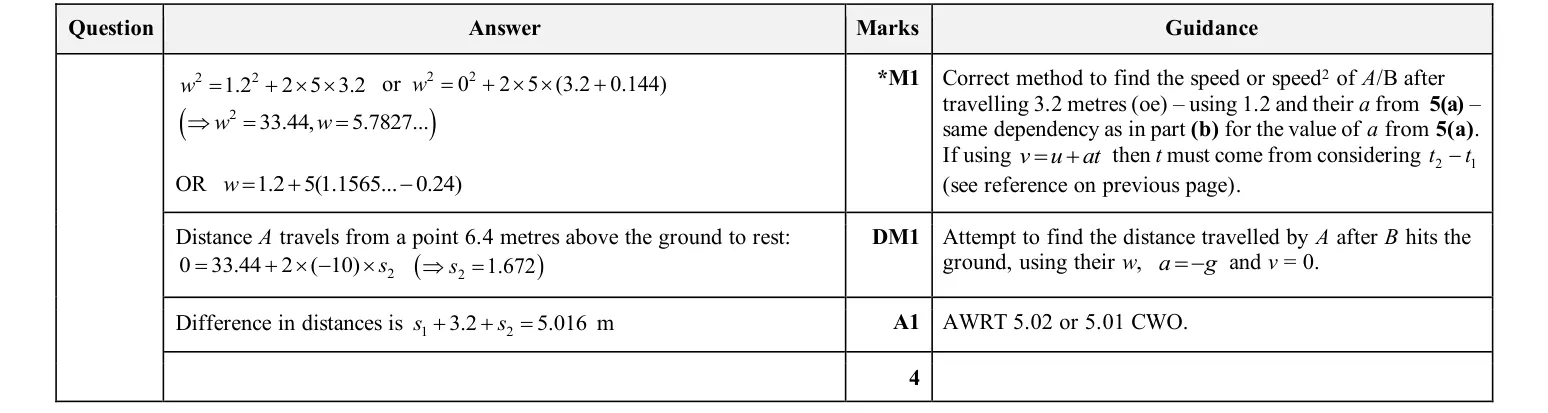 Question Answer Marks Guidance
w² = 1.2² + 2×5×3.2 or w² = 0² + 2×5×(3.2 + 0.144)
(⇒ w² = 33.44, w = 5.7827...)
OR w = 1.2 + 5(1.1565... − 0.24)
*M1
Correct method to find the speed or speed² of A/B after
travelling 3.2 metres (oe) – using 1.2 and their a from 5(a) –
same dependency as in part (b) for the value of a from 5(a).
If using v = u + at then t must come from considering t₂ − t₁
(see reference on previous page).
Distance A travels from a point 6.4 metres above the ground to rest:
0 = 33.44 + 2×(−10)×s₂ (⇒ s₂ = 1.672)
DM1
Attempt to find the distance travelled by A after B hits the
ground, using their w, a = −g and v = 0.
Difference in distances is s₁ + 3.2 + s₂ = 5.016 m
A1
AWRT 5.02 or 5.01 CWO.
4